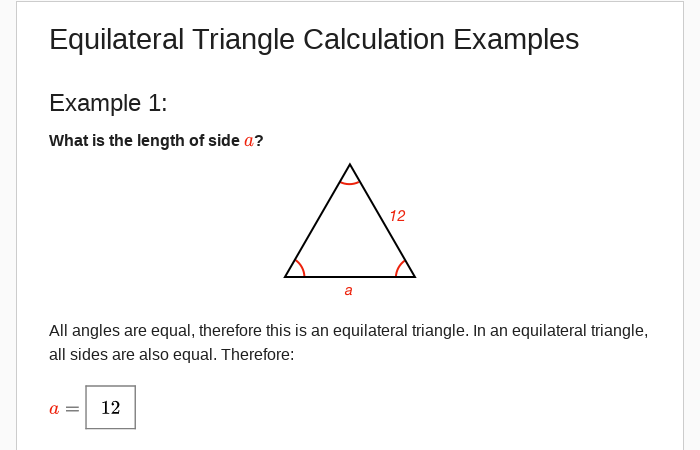 Equilateral Triangle Calculation Examples
Example 1:
What is the length of side a?
12
a
All angles are equal, therefore this is an equilateral triangle. In an equilateral triangle,
all sides are also equal. Therefore:
a = 12